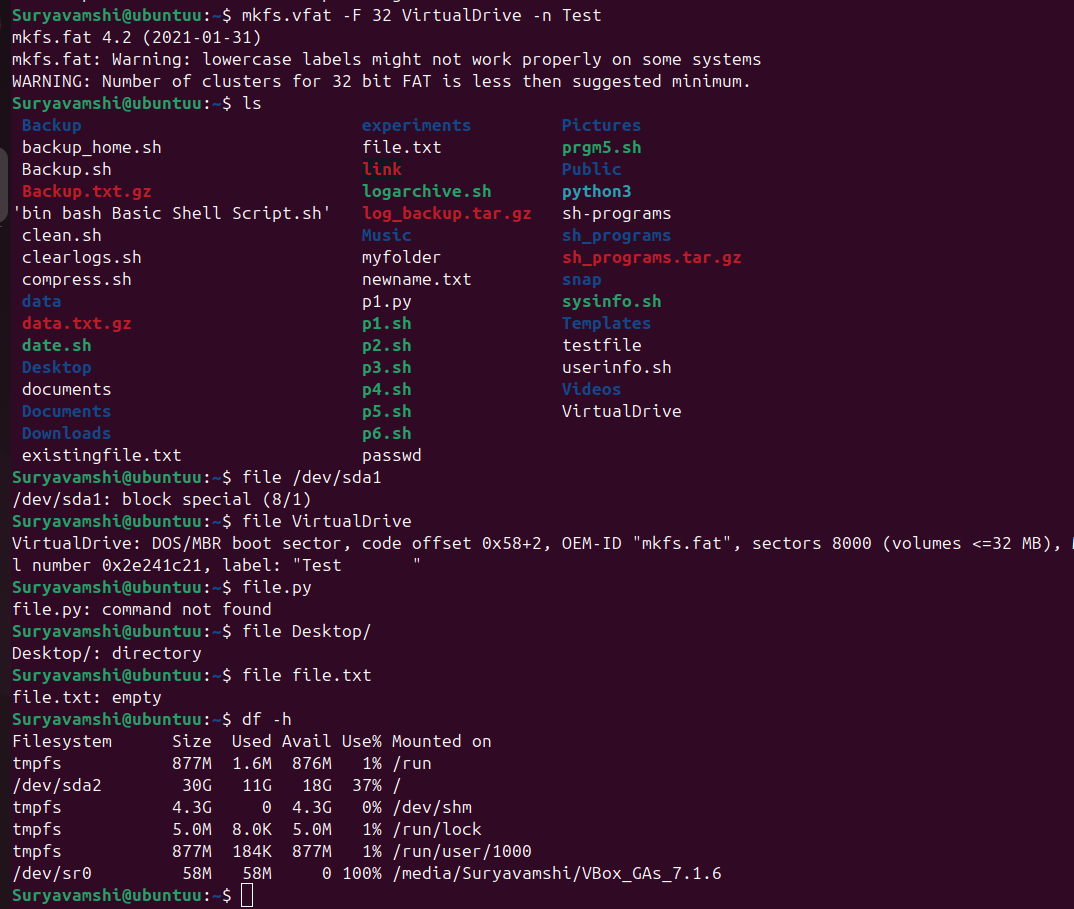 Suryavamshi@ubuntuu:~$ mkfs.vfat -F 32 VirtualDrive -n Test
mkfs.fat 4.2 (2021-01-31)
mkfs.fat: Warning: lowercase labels might not work properly on some systems
WARNING: Number of clusters for 32 bit FAT is less then suggested minimum.
Suryavamshi@ubuntuu:~$ ls
Backup experiments Pictures
backup_home.sh file.txt prgm5.sh
Backup.sh link Public
Backup.txt.gz logarchive.sh python3
'bin bash Basic Shell Script.sh' log_backup.tar.gz sh-programs
clean.sh Music sh_programs
clearlogs.sh myfolder sh_programs.tar.gz
compress.sh newname.txt snap
data p1.py sysinfo.sh
data.txt.gz p1.sh Templates
date.sh p2.sh testfile
Desktop p3.sh userinfo.sh
documents p4.sh Videos
Documents p5.sh VirtualDrive
Downloads p6.sh
existingfile.txt passwd
Suryavamshi@ubuntuu:~$ file /dev/sda1
/dev/sda1: block special (8/1)
Suryavamshi@ubuntuu:~$ file VirtualDrive
VirtualDrive: DOS/MBR boot sector, code offset 0x58+2, OEM-ID "mkfs.fat", sectors 8000 (volumes <=32 MB),
l number 0x2e241c21, label: "Test       "
Suryavamshi@ubuntuu:~$ file.py
file.py: command not found
Suryavamshi@ubuntuu:~$ file Desktop/
Desktop/: directory
Suryavamshi@ubuntuu:~$ file file.txt
file.txt: empty
Suryavamshi@ubuntuu:~$ df -h
Filesystem Size Used Avail Use% Mounted on
tmpfs 877M 1.6M 876M 1% /run
/dev/sda2 30G 11G 18G 37% /
tmpfs 4.3G 0 4.3G 0% /dev/shm
tmpfs 5.0M 8.0K 5.0M 1% /run/lock
tmpfs 877M 184K 877M 1% /run/user/1000
/dev/sr0 58M 58M 0 100% /media/Suryavamshi/VBox_GAs_7.1.6
Suryavamshi@ubuntuu:~$